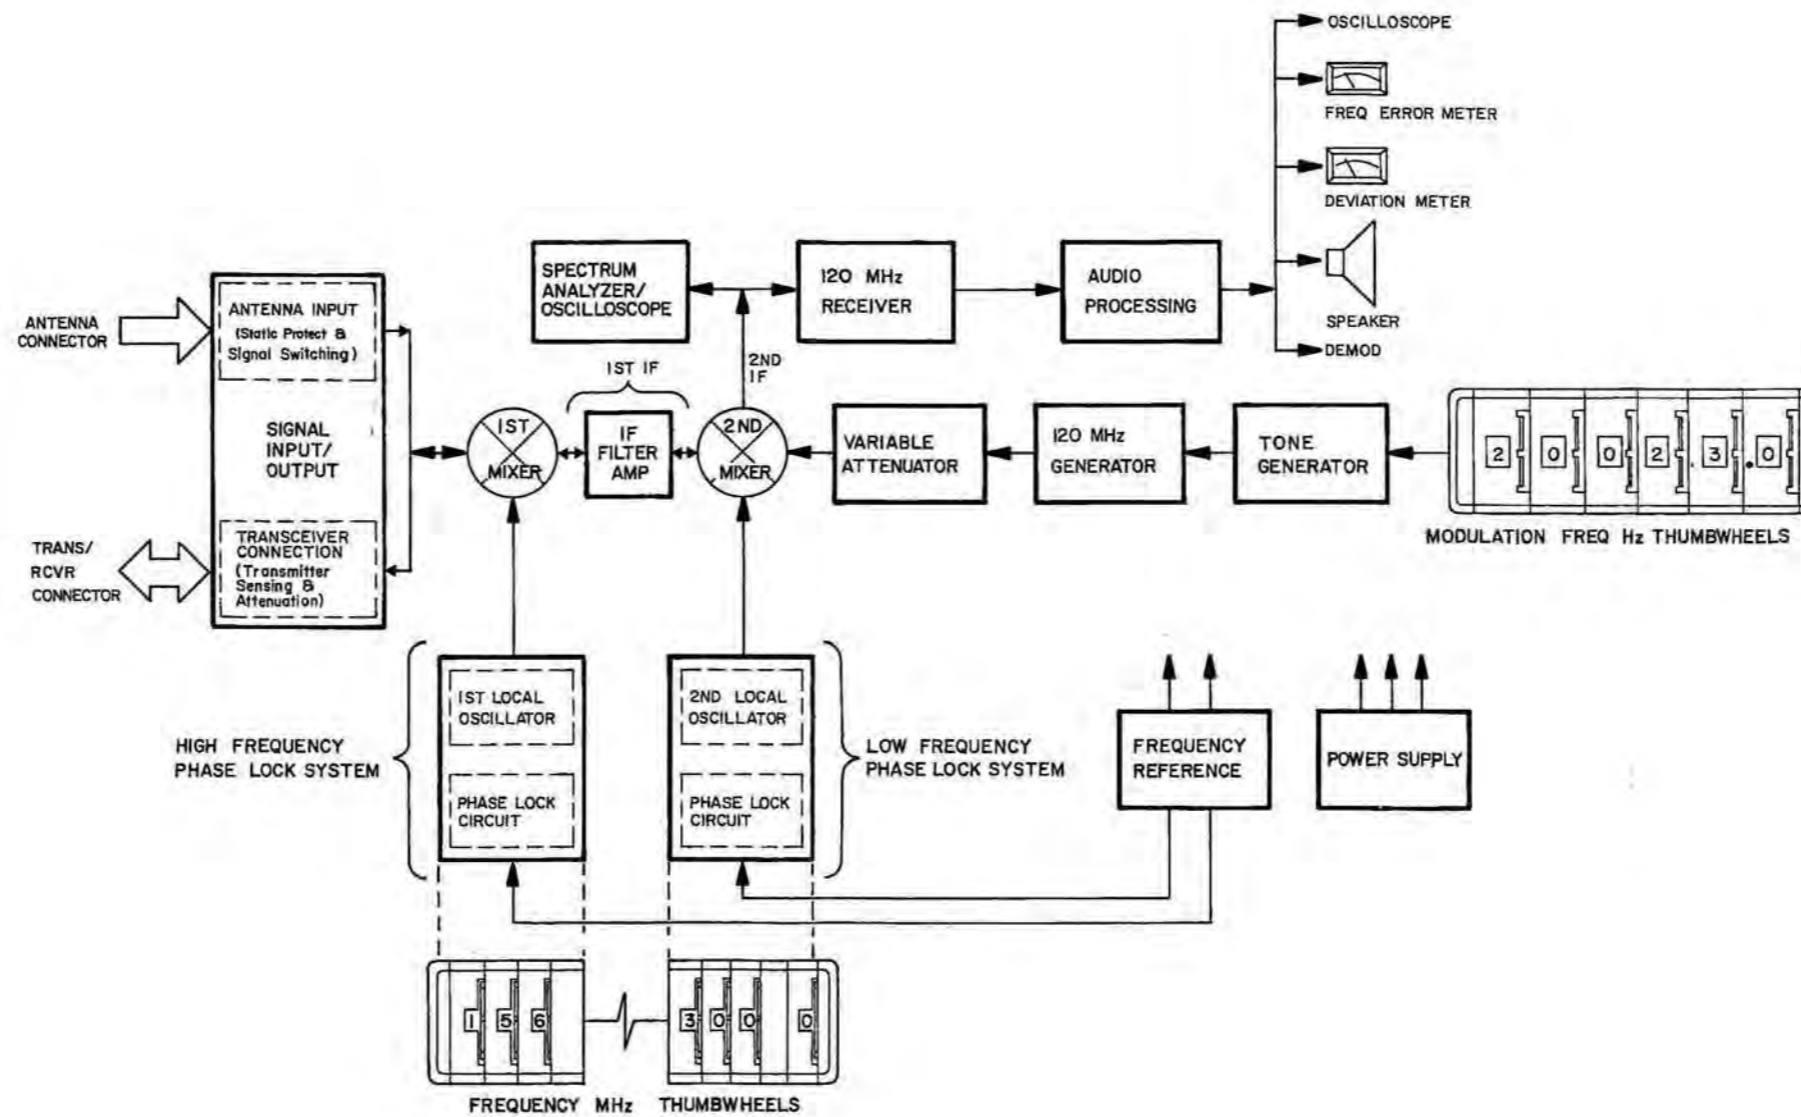 OSCILLOSCOPE
FREQ ERROR METER
DEVIATION METER
SPEAKER
DEMOD
SPECTRUM
ANALYZER/
OSCILLOSCOPE
120 MHz
RECEIVER
AUDIO
PROCESSING
ANTENNA
CONNECTOR
ANTENNA INPUT
(Static Protect &
Signal Switching)
SIGNAL
INPUT/
OUTPUT
TRANSCEIVER
CONNECTION
(Transmitter
Sensing &
Attenuation)
TRANS/
RCVR
CONNECTOR
1ST IF
2ND
IF
1ST
MIXER
IF
FILTER
AMP
2ND
MIXER
VARIABLE
ATTENUATOR
120 MHz
GENERATOR
TONE
GENERATOR
2 0 0 2 3.0
MODULATION FREQ Hz THUMBWHEELS
HIGH FREQUENCY
PHASE LOCK SYSTEM
1ST LOCAL
OSCILLATOR
PHASE LOCK
CIRCUIT
2ND LOCAL
OSCILLATOR
PHASE LOCK
CIRCUIT
LOW FREQUENCY
PHASE LOCK SYSTEM
FREQUENCY
REFERENCE
POWER SUPPLY
1 5 6
3 0 0 0
FREQUENCY MHz THUMBWHEELS